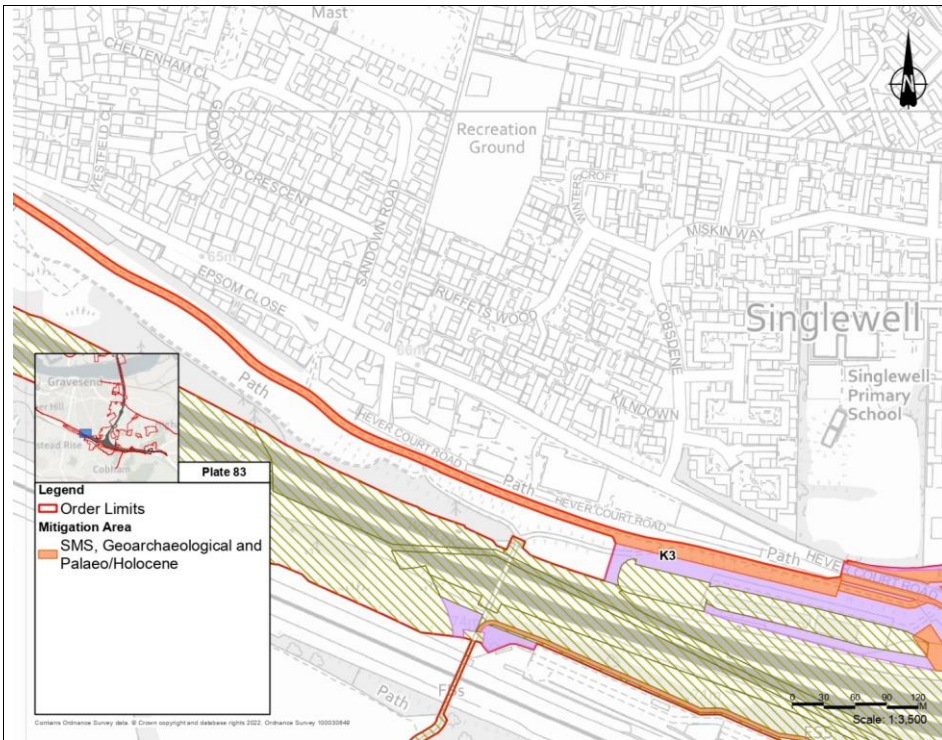 Mast
CHELTENHAM CL
GOODWOOD CRESCENT
WESTFIELD CL
SANDOWN ROAD
EPSOM CLOSE
65m
Recreation
Ground
WINTERS
CROFT
MISKIN WAY
RUFFETS WOOD
COBSDENE
KILNDOWN
Singlewell
Singlewell
Primary
School
N
ROAD
Path
HEVER COURT ROAD
Path
HEVER COURT ROAD
K3
Path
HEVER COURT ROAD
Gravesend
Cobham
Plate 83
Legend
Order Limits
Mitigation Area
SMS, Geoarchaeological and
Palaeo/Holocene
Path
FBs
0 30 60 90 120
M
Scale: 1:3,500
Contains Ordnance Survey data. © Crown copyright and database rights 2022. Ordnance Survey 100030649